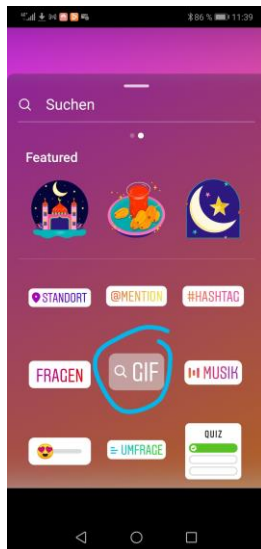 86 % 11:39
Suchen
Featured
STANDORT @MENTION #HASHTAG
FRAGEN GIF MUSIK
UMFRAGE QUIZ